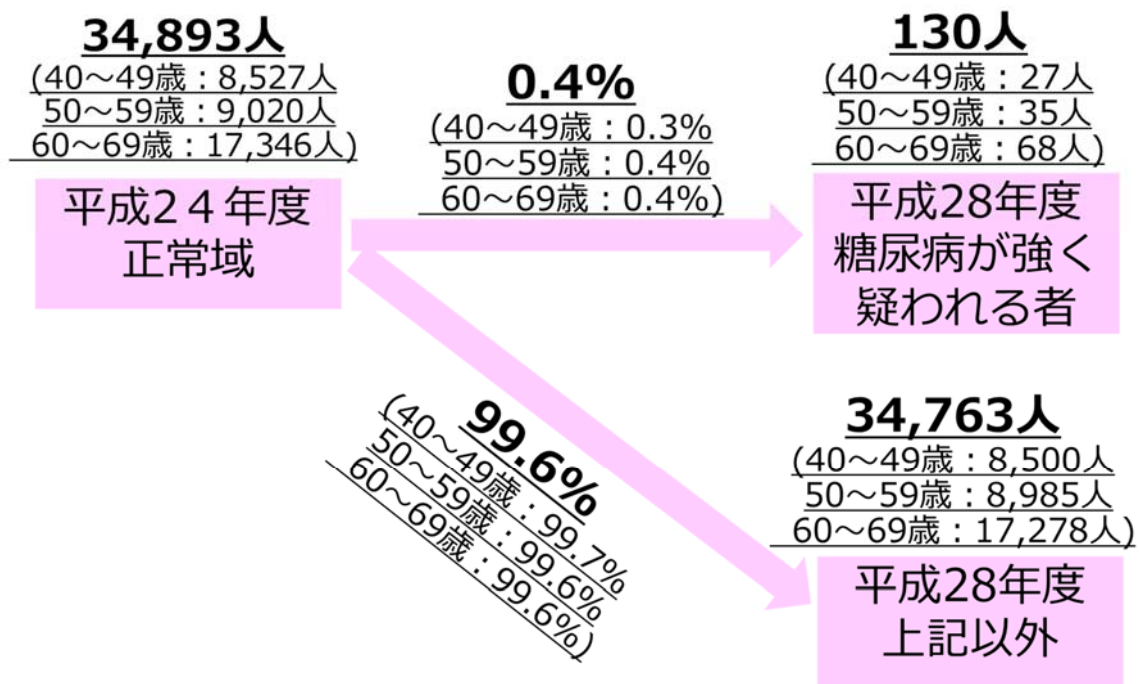 34,893人
(40～49歳：8,527人
50～59歳：9,020人
60～69歳：17,346人)
平成２４年度
正常域
0.4%
(40～49歳：0.3%
50～59歳：0.4%
60～69歳：0.4%)
130人
(40～49歳：27人
50～59歳：35人
60～69歳：68人)
平成28年度
糖尿病が強く
疑われる者
99.6%
(40～49歳：99.7%
50～59歳：99.6%
60～69歳：99.6%)
34,763人
(40～49歳：8,500人
50～59歳：8,985人
60～69歳：17,278人)
平成28年度
上記以外